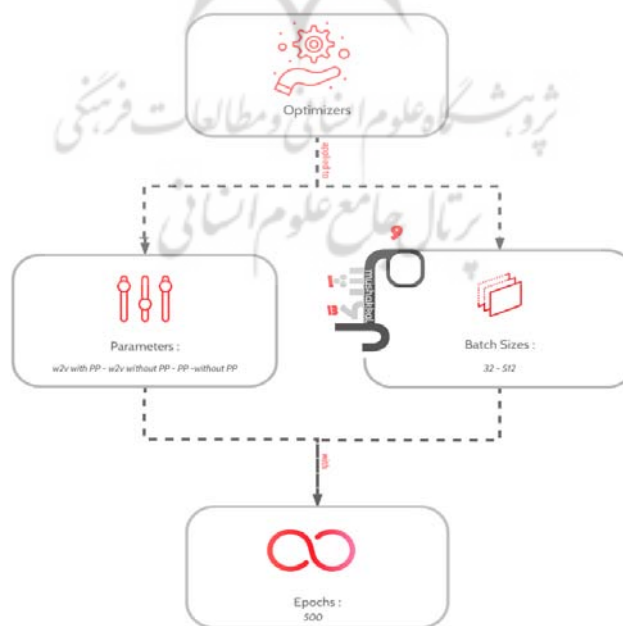 Optimizers
پژوهشگاه علوم انسانی و مطالعات فرهنگی
applied to
پرتال جامع علوم انسانی
mushakkal
Parameters :
w2v with PP - w2v without PP - PP -without PP
Batch Sizes :
32 - 512
with
Epochs :
500